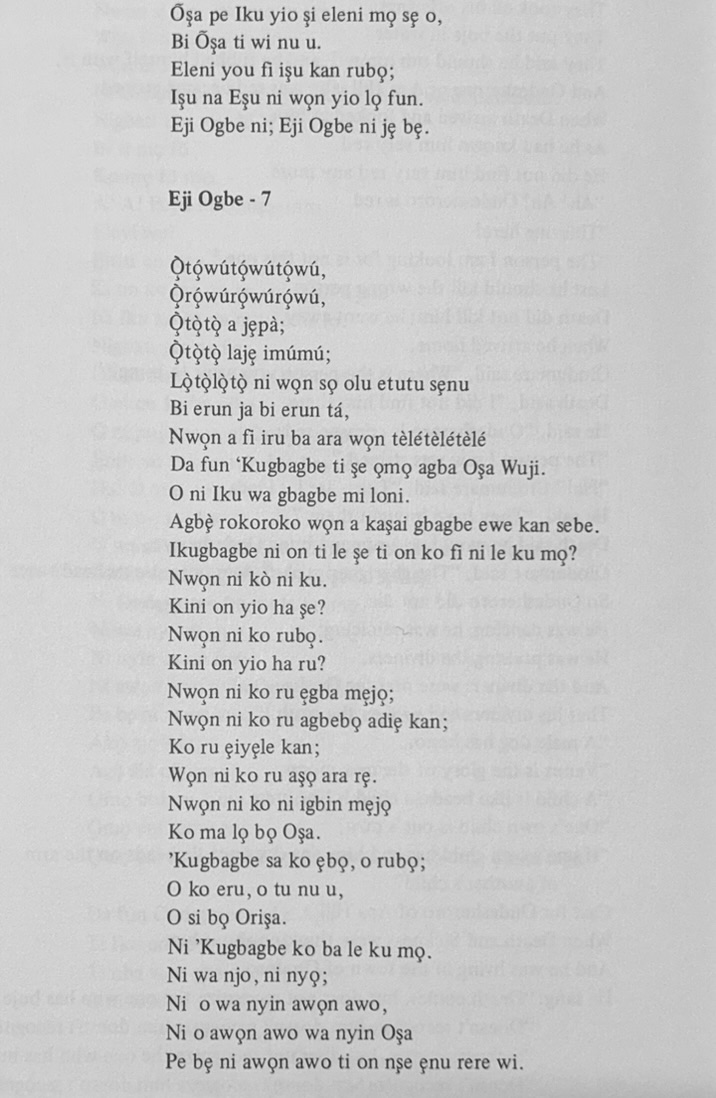 Õṣa pe Iku yio ṣi eleni mọ sẹ o,
Bi Õṣa ti wi nu u.
Eleni you fi iṣu kan rubọ;
Iṣu na Eṣu ni wọn yio lọ fun.
Eji Ogbe ni; Eji Ogbe ni jẹ bẹ.
Eji Ogbe - 7
Ọ̀tọ́wútọ́wútọ́wú,
Ọ̀rọ́wúrọ́wúrọ́wú,
Ọ̀tọ̀tọ̀ a jẹpà;
Ọ̀tọ̀tọ̀ lajẹ imúmú;
Lọ̀tọ̀lọ̀tọ̀ ni wọn sọ olu etutu sẹnu
Bi erun ja bi erun tá,
Nwọn a fi iru ba ara wọn tèlétèlétèlé
Da fun ‘Kugbagbe ti ṣe ọmọ agba Oṣa Wuji.
O ni Iku wa gbagbe mi loni.
Agbẹ̀ rokoroko wọn a kaṣai gbagbe ewe kan sebe.
Ikugbagbe ni on ti le ṣe ti on ko fi ni le ku mọ?
Nwọn ni kò ni ku.
Kini on yio ha ṣe?
Nwọn ni ko rubọ.
Kini on yio ha ru?
Nwọn ni ko ru ẹgba mẹjọ;
Nwọn ni ko ru agbebọ adiẹ kan;
Ko ru ẹiyẹle kan;
Wọn ni ko ru aṣọ ara rẹ.
Nwọn ni ko ni igbin mẹjọ
Ko ma lọ bọ Oṣa.
’Kugbagbe sa ko ẹbọ, o rubọ;
O ko eru, o tu nu u,
O si bọ Oriṣa.
Ni ’Kugbagbe ko ba le ku mọ.
Ni wa njo, ni nyọ;
Ni o wa nyin awọn awo,
Ni o awọn awo wa nyin Oṣa
Pe bẹ ni awọn awo ti on nṣe ẹnu rere wi.